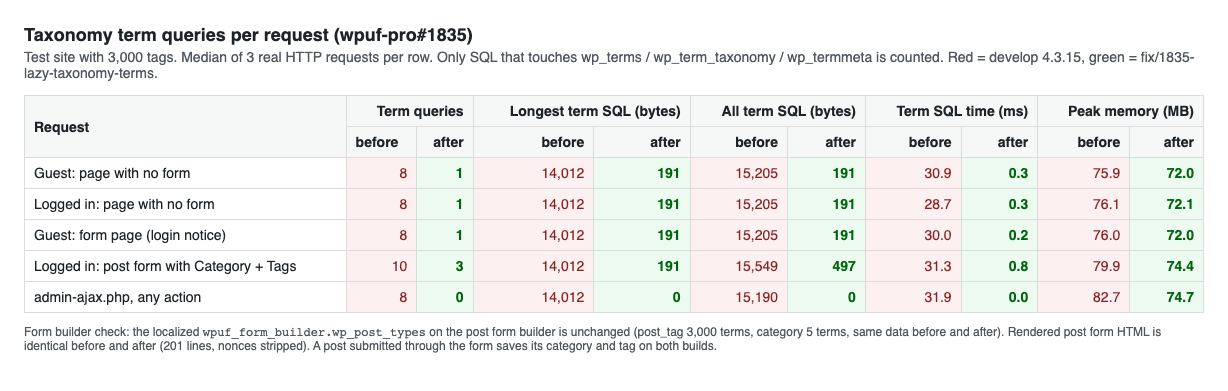 Taxonomy term queries per request (wpuf-pro#1835)
Test site with 3,000 tags. Median of 3 real HTTP requests per row. Only SQL that touches wp_terms / wp_term_taxonomy / wp_termmeta is counted. Red = develop 4.3.15, green = fix/1835-
lazy-taxonomy-terms.
Request Term queries Longest term SQL (bytes) All term SQL (bytes) Term SQL time (ms) Peak memory (MB)
before after before after before after before after before after
Guest: page with no form 8 1 14,012 191 15,205 191 30.9 0.3 75.9 72.0
Logged in: page with no form 8 1 14,012 191 15,205 191 28.7 0.3 76.1 72.1
Guest: form page (login notice) 8 1 14,012 191 15,205 191 30.0 0.2 76.0 72.0
Logged in: post form with Category + Tags 10 3 14,012 191 15,549 497 31.3 0.8 79.9 74.4
admin-ajax.php, any action 8 0 14,012 0 15,190 0 31.9 0.0 82.7 74.7
Form builder check: the localized wpuf_form_builder.wp_post_types on the post form builder is unchanged (post_tag 3,000 terms, category 5 terms, same data before and after). Rendered post form HTML is
identical before and after (201 lines, nonces stripped). A post submitted through the form saves its category and tag on both builds.